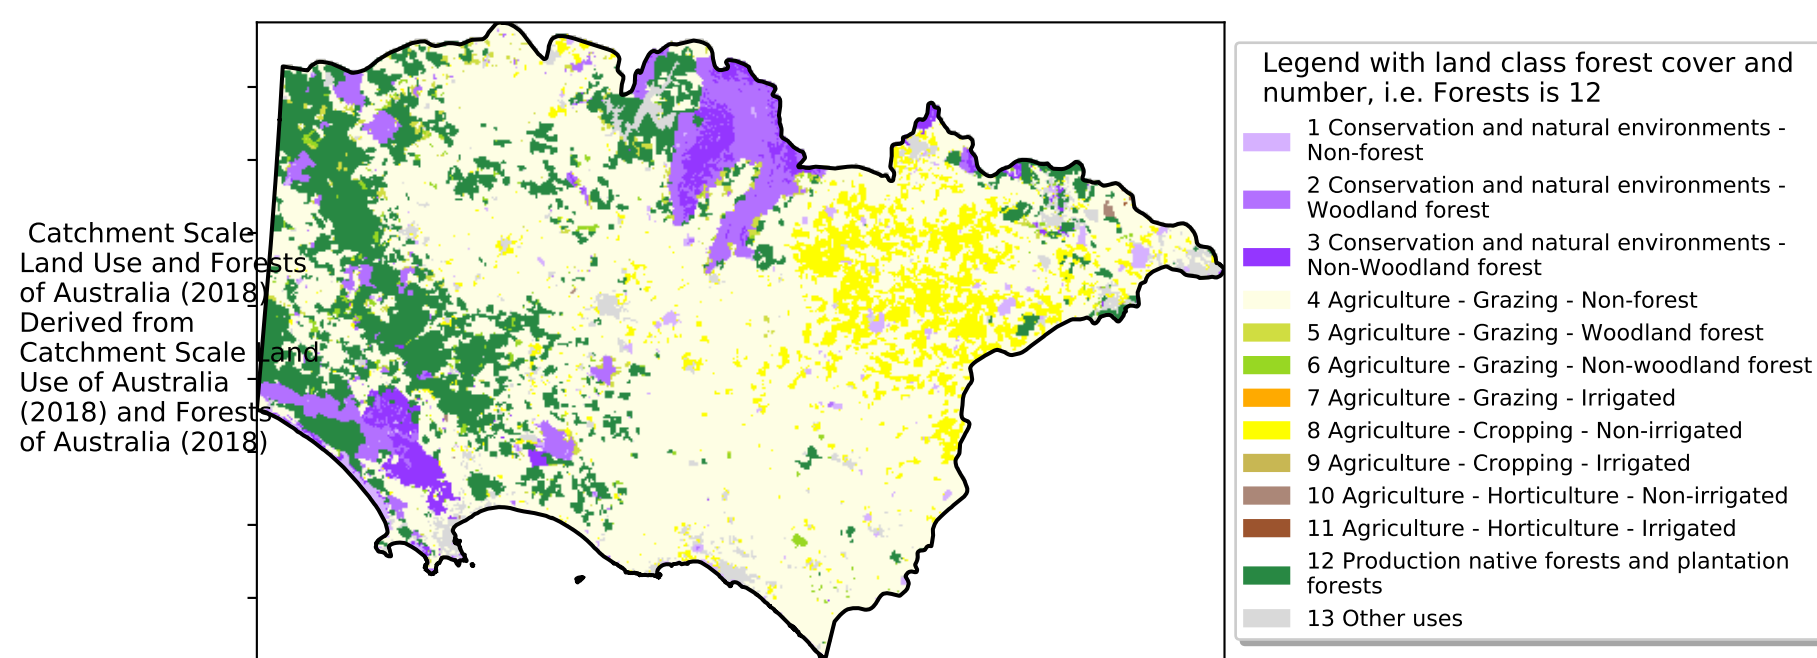 Catchment Scale
Land Use and Forests
of Australia (2018)
Derived from
Catchment Scale Land
Use of Australia
(2018) and Forests
of Australia (2018)
Legend with land class forest cover and
number, i.e. Forests is 12
1 Conservation and natural environments -
Non-forest
2 Conservation and natural environments -
Woodland forest
3 Conservation and natural environments -
Non-Woodland forest
4 Agriculture - Grazing - Non-forest
5 Agriculture - Grazing - Woodland forest
6 Agriculture - Grazing - Non-woodland forest
7 Agriculture - Grazing - Irrigated
8 Agriculture - Cropping - Non-irrigated
9 Agriculture - Cropping - Irrigated
10 Agriculture - Horticulture - Non-irrigated
11 Agriculture - Horticulture - Irrigated
12 Production native forests and plantation
forests
13 Other uses